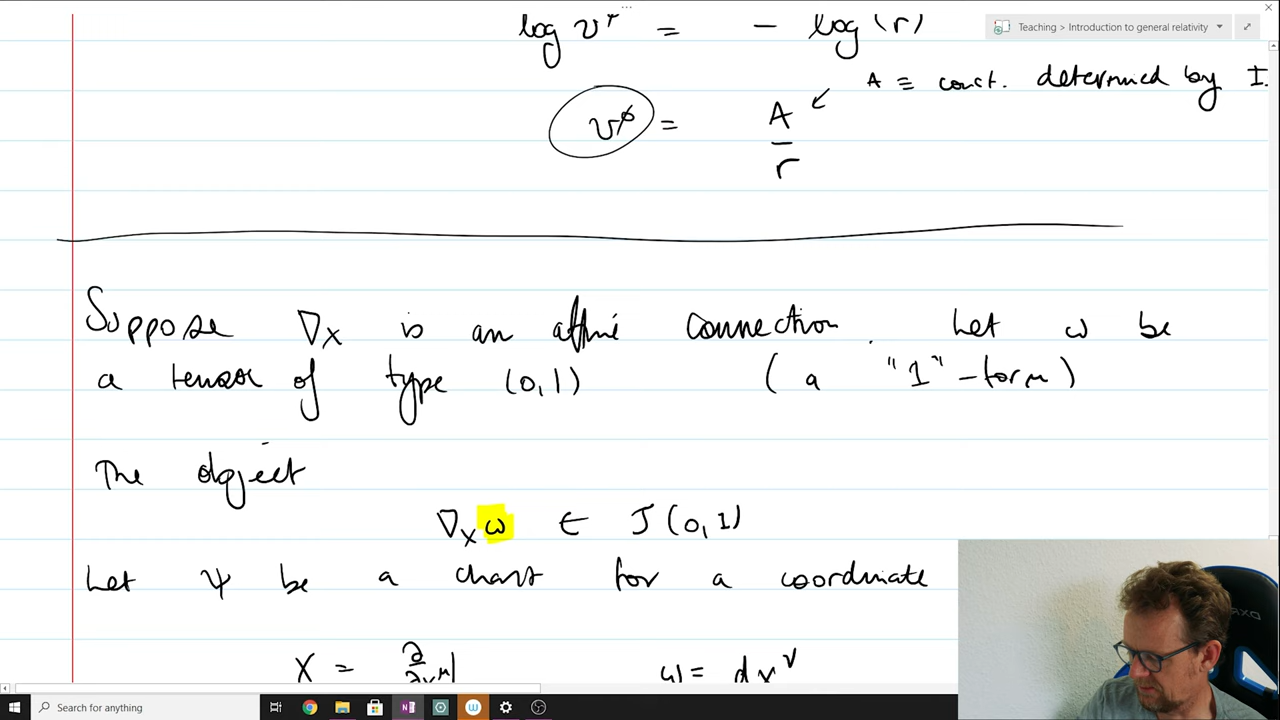 log v^φ = - log(r)
Teaching > Introduction to general relativity
A ≡ const. determined by I.
v^φ = A/r
Suppose ∇_X is an affine connection. Let ω be
a tensor of type (0,1) (a "1"-form)
The object
∇_X ω ∈ J(0,1)
Let ψ be a chart for a coordinate
X = ∂/∂x^μ| ω = dx^ν
Search for anything